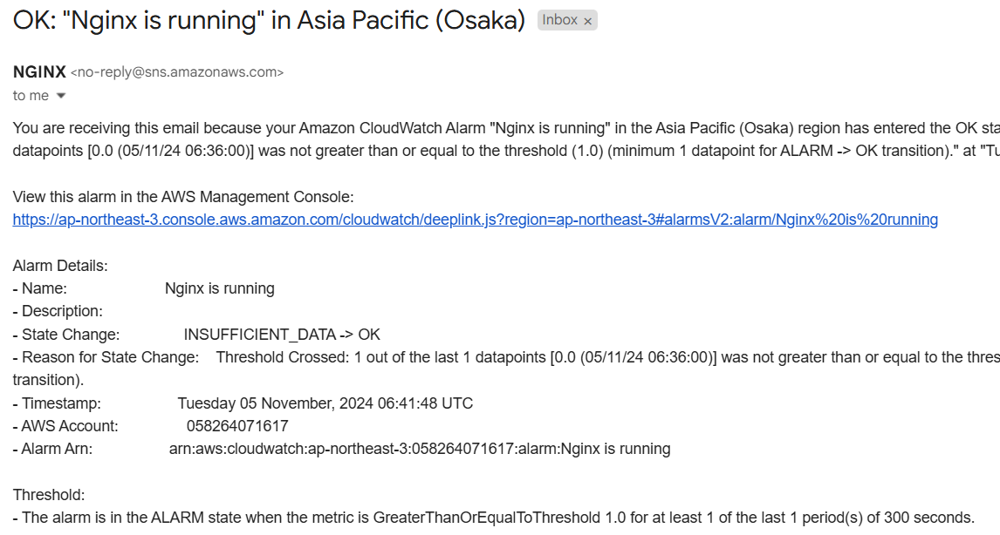 OK: "Nginx is running" in Asia Pacific (Osaka) Inbox ×
NGINX <no-reply@sns.amazonaws.com>
to me
You are receiving this email because your Amazon CloudWatch Alarm "Nginx is running" in the Asia Pacific (Osaka) region has entered the OK sta
datapoints [0.0 (05/11/24 06:36:00)] was not greater than or equal to the threshold (1.0) (minimum 1 datapoint for ALARM -> OK transition)." at "Tu
View this alarm in the AWS Management Console:
https://ap-northeast-3.console.aws.amazon.com/cloudwatch/deeplink.js?region=ap-northeast-3#alarmsV2:alarm/Nginx%20is%20running
Alarm Details:
- Name: Nginx is running
- Description:
- State Change: INSUFFICIENT_DATA -> OK
- Reason for State Change: Threshold Crossed: 1 out of the last 1 datapoints [0.0 (05/11/24 06:36:00)] was not greater than or equal to the thres
transition).
- Timestamp: Tuesday 05 November, 2024 06:41:48 UTC
- AWS Account: 058264071617
- Alarm Arn: arn:aws:cloudwatch:ap-northeast-3:058264071617:alarm:Nginx is running
Threshold:
- The alarm is in the ALARM state when the metric is GreaterThanOrEqualToThreshold 1.0 for at least 1 of the last 1 period(s) of 300 seconds.